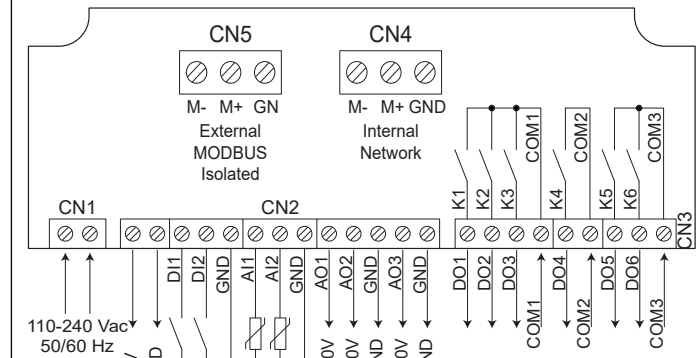 CN5
CN4
M- M+ GN
M- M+ GND
External
MODBUS
Isolated
Internal
Network
COM1
COM2
COM3
K1
K2
K3
K4
K5
K6
CN1
CN2
CN3
DI1
DI2
GND
AI1
AI2
GND
AO1
AO2
GND
AO3
GND
DO1
DO2
DO3
COM1
DO4
COM2
DO5
DO6
COM3
110-240 Vac
50/60 Hz